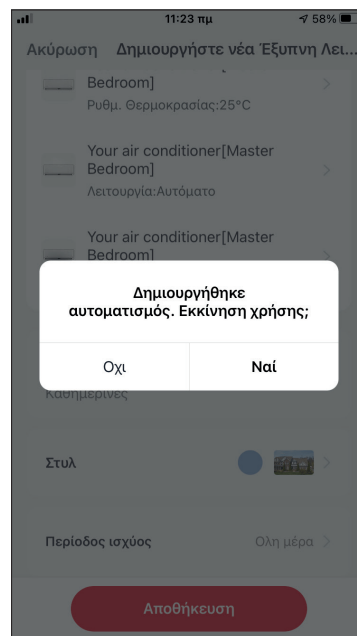 11:23 πμ
58%
Ακύρωση Δημιουργήστε νέα Έξυπνη Λει...
Bedroom]
Ρυθμ. Θερμοκρασίας:25°C
Your air conditioner[Master
Bedroom]
Λειτουργία:Αυτόματο
Your air conditioner[Master
Bedroom]
Δημιουργήθηκε
αυτοματισμός. Εκκίνηση χρήσης;
Οχι
Ναί
Καθημερινές
Στυλ
Περίοδος ισχύος
Ολη μέρα
Αποθήκευση